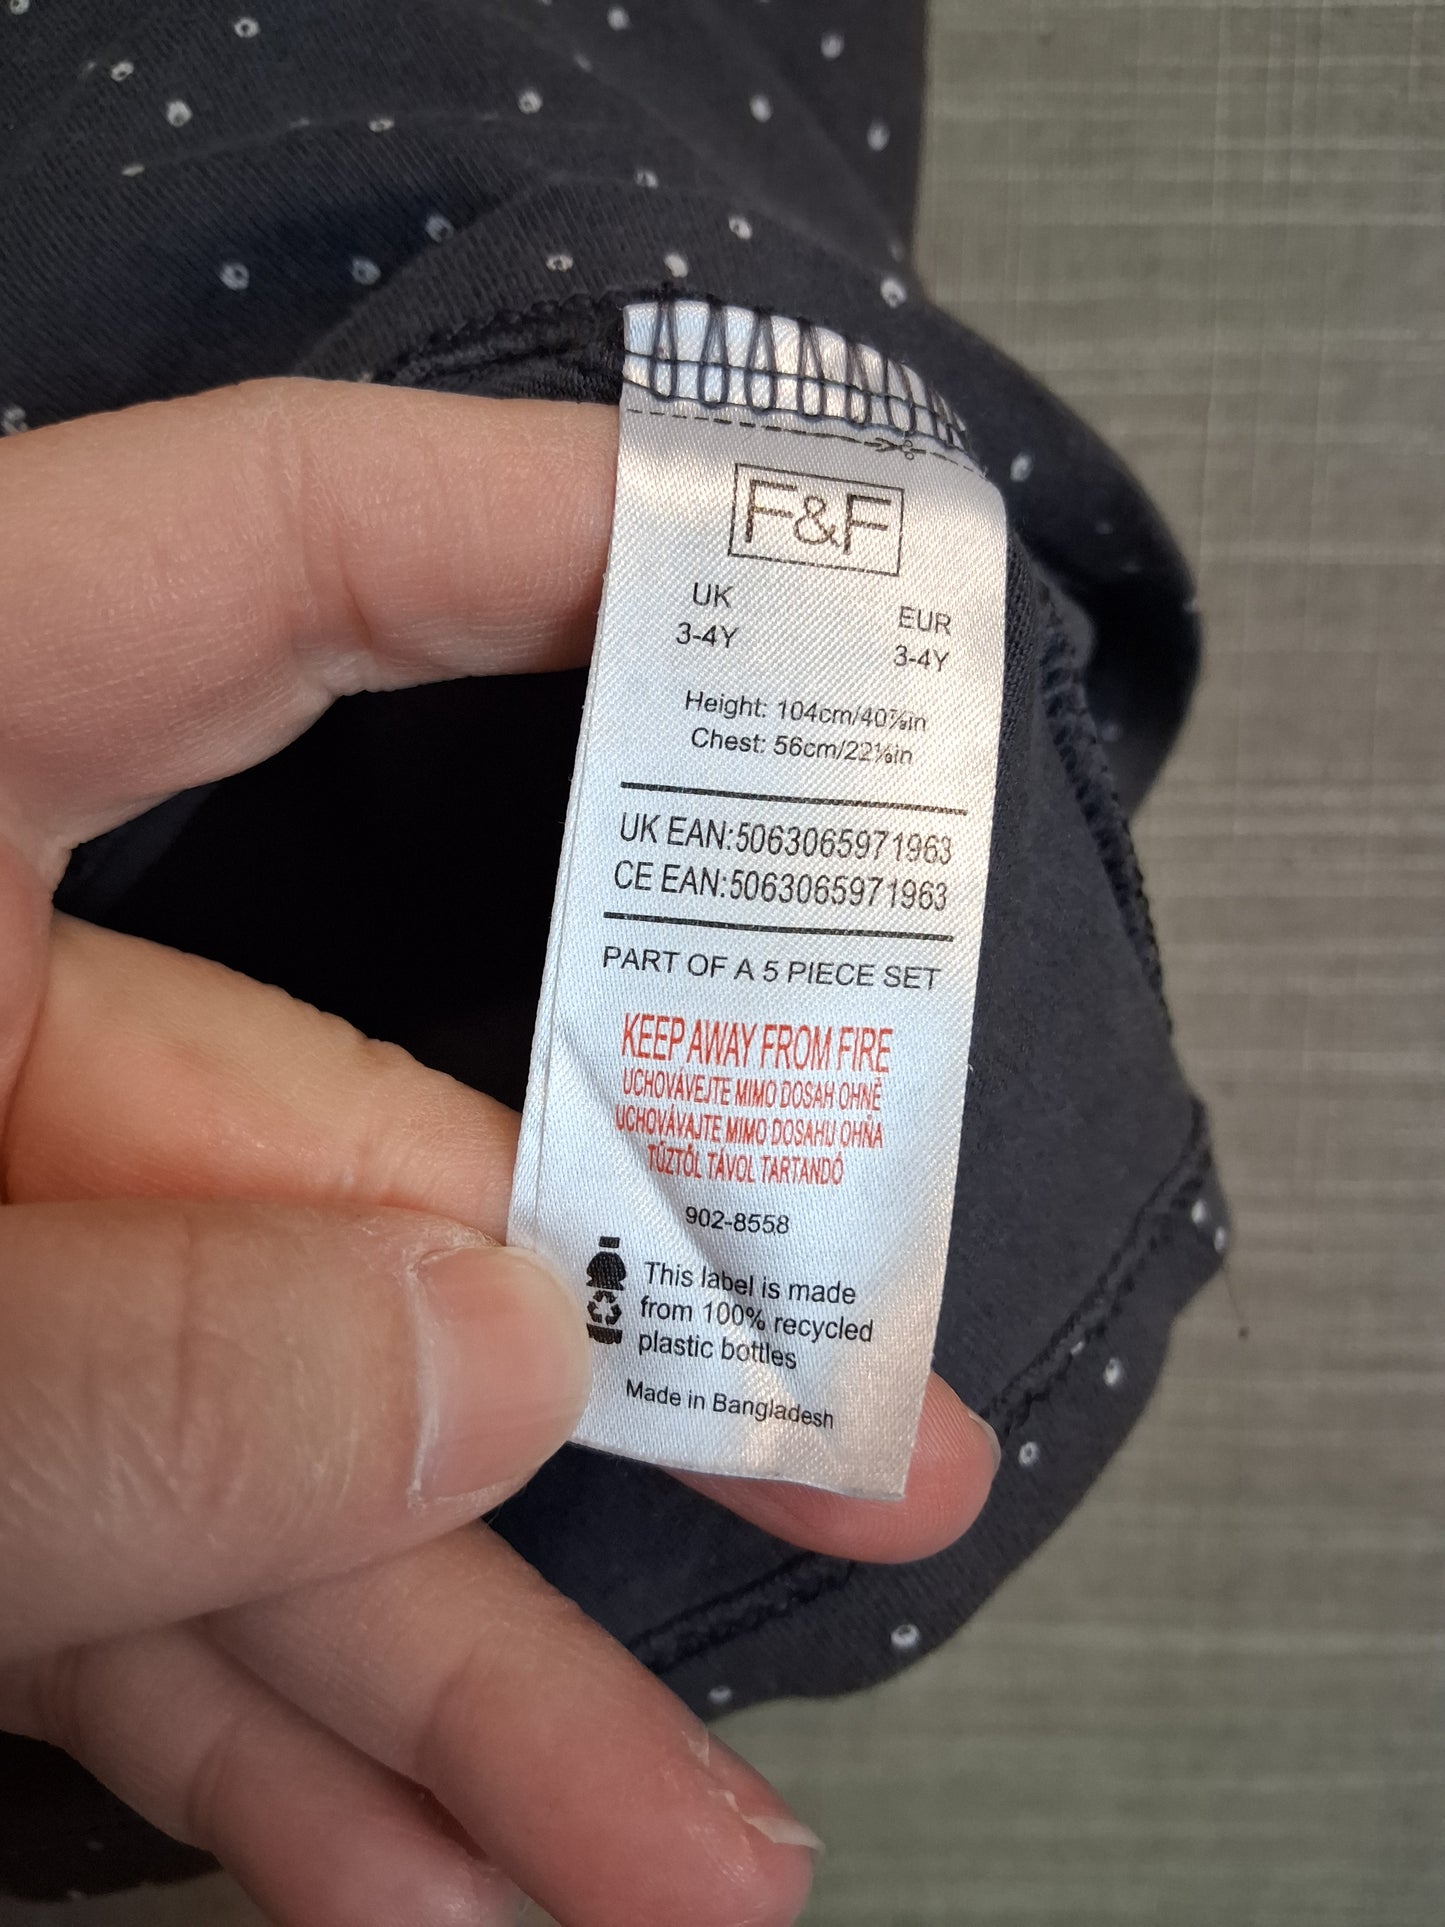 F&F
UK EUR
3-4Y 3-4Y
Height: 104cm/40⅞in
Chest: 56cm/22⅛in
UK EAN:5063065971963
CE EAN:5063065971963
PART OF A 5 PIECE SET
KEEP AWAY FROM FIRE
UCHOVÁVEJTE MIMO DOSAH OHNĚ
UCHOVÁVAJTE MIMO DOSAHU OHŇA
TŰZTŐL TÁVOL TARTANDÓ
902-8558
This label is made
from 100% recycled
plastic bottles
Made in Bangladesh